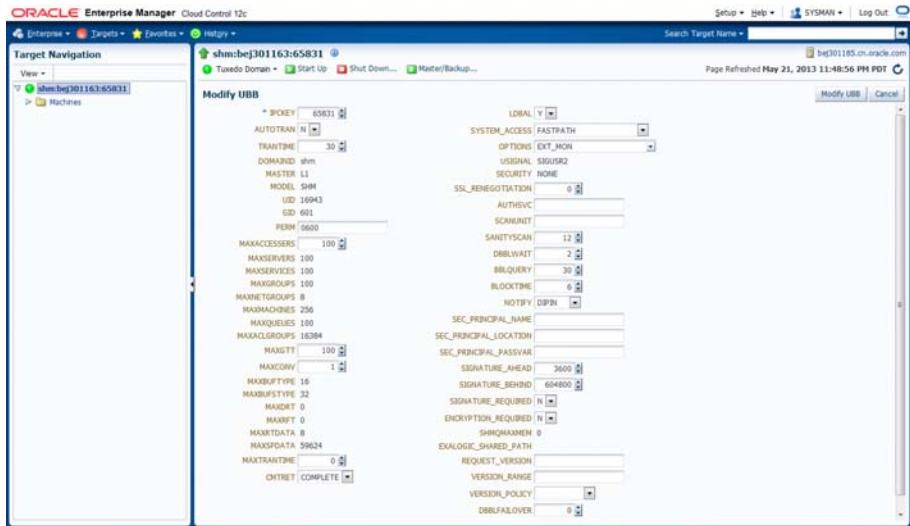 ORACLE Enterprise Manager Cloud Control 12c
Setup Help SYSMAN Log Out
Enterprise Targets Favorites History Search Target Name
Target Navigation
View
shm:bej301163:65831
Machines
shm:bej301163:65831
bej301185.cn.oracle.com
Tuxedo Domain Start Up Shut Down... Master/Backup...
Page Refreshed May 21, 2013 11:48:56 PM PDT
Modify UBB
Modify UBB Cancel
* IPCKEY 65831
AUTOTRAN N
TRANTIME 30
DOMAINID shm
MASTER L1
MODEL SHM
UID 16943
GID 601
PERM 0600
MAXACCESSERS 100
MAXSERVERS 100
MAXSERVICES 100
MAXGROUPS 100
MAXNETGROUPS 8
MAXMACHINES 256
MAXQUEUES 100
MAXACLGROUPS 16384
MAXGTT 100
MAXCONV 1
MAXBUFTYPE 16
MAXBUFSTYPE 32
MAXDRT 0
MAXRFT 0
MAXRTDATA 8
MAXSPDATA 59624
MAXTRANTIME 0
CMTRET COMPLETE
LDBAL Y
SYSTEM_ACCESS FASTPATH
OPTIONS EXT_MON
USIGNAL SIGUSR2
SECURITY NONE
SSL_RENEGOTIATION 0
AUTHSVC
SCANUNIT
SANITYSCAN 12
DBBLWAIT 2
BBLQUERY 30
BLOCKTIME 6
NOTIFY DIPIN
SEC_PRINCIPAL_NAME
SEC_PRINCIPAL_LOCATION
SEC_PRINCIPAL_PASSVAR
SIGNATURE_AHEAD 3600
SIGNATURE_BEHIND 604800
SIGNATURE_REQUIRED N
ENCRYPTION_REQUIRED N
SHMQMAXMEM 0
EXALOGIC_SHARED_PATH
REQUEST_VERSION
VERSION_RANGE
VERSION_POLICY
DBBLFAILOVER 0